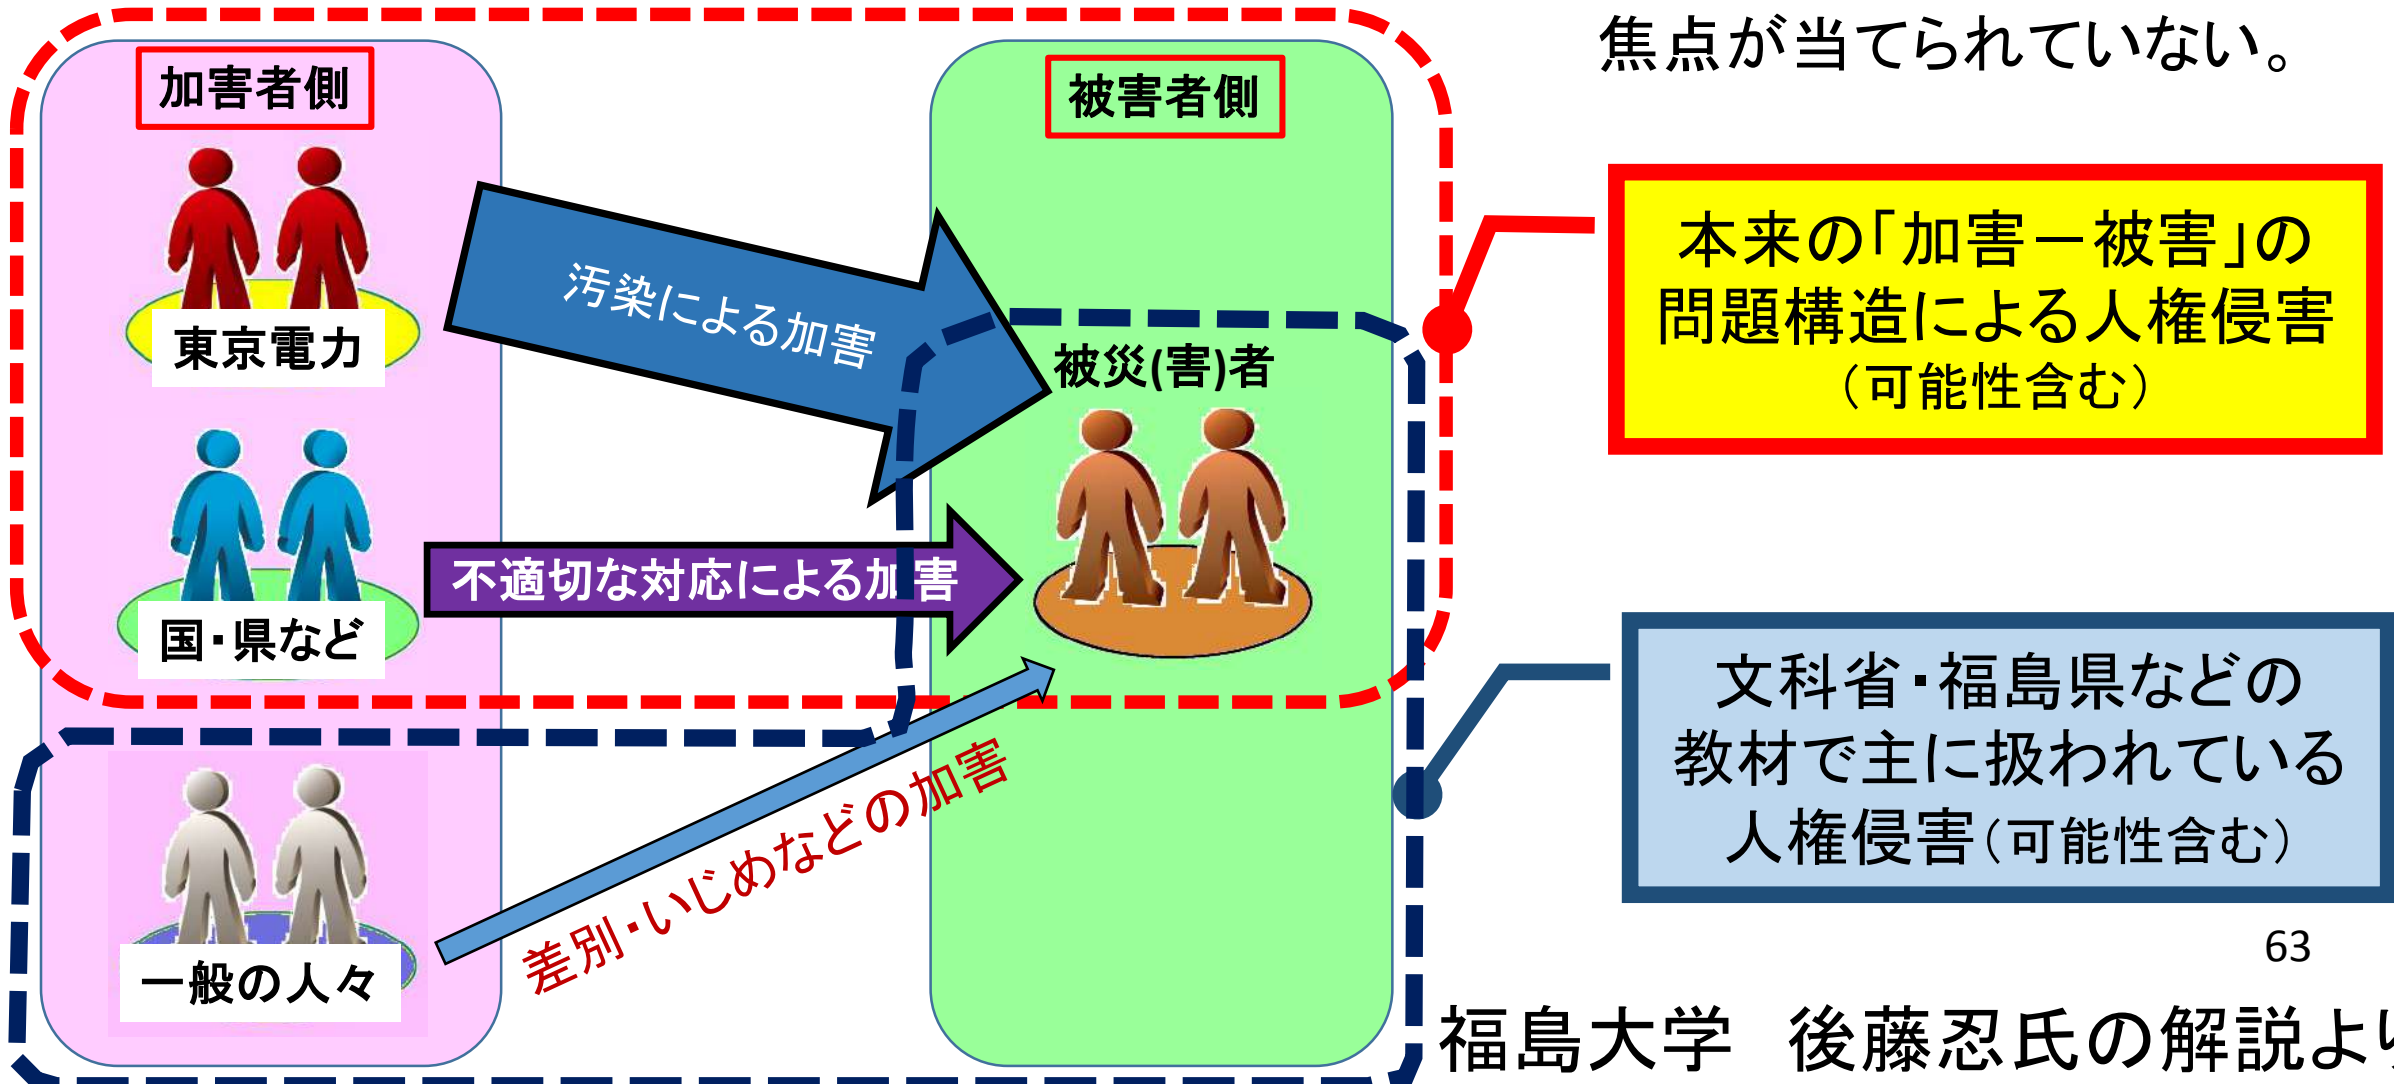 焦点が当てられていない。
加害者側
被害者側
東京電力
汚染による加害
被災(害)者
国・県など
不適切な対応による加害
一般の人々
差別・いじめなどの加害
本来の「加害－被害」の
問題構造による人権侵害
（可能性含む）
文科省・福島県などの
教材で主に扱われている
人権侵害（可能性含む）
63
福島大学　後藤忍氏の解説より